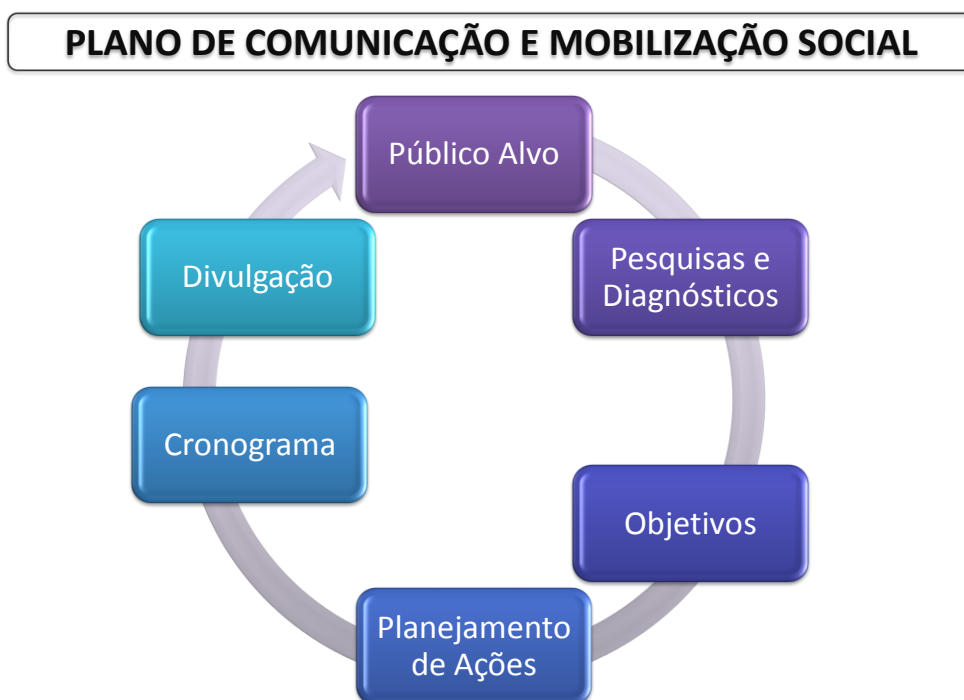 PLANO DE COMUNICAÇÃO E MOBILIZAÇÃO SOCIAL
Público Alvo
Pesquisas e
Diagnósticos
Objetivos
Planejamento
de Ações
Cronograma
Divulgação